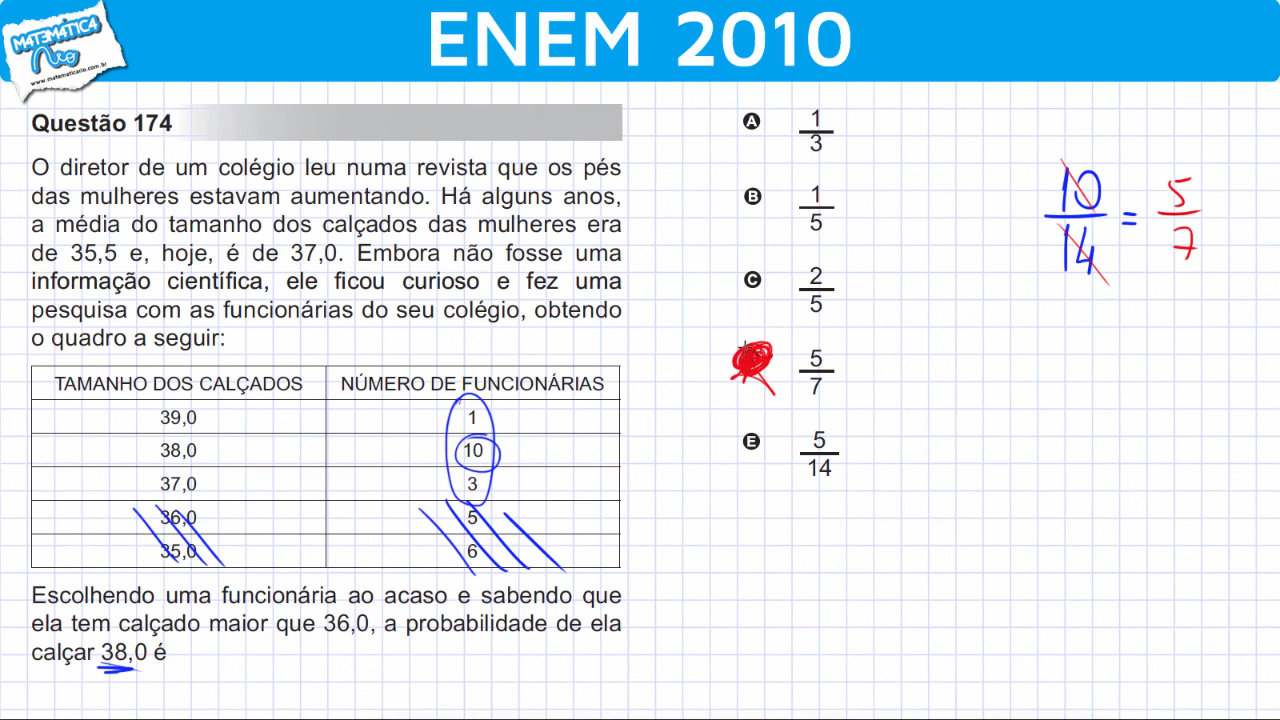 MATEMÁTICA
Rio
www.matematicario.com.br
ENEM 2010
Questão 174
O diretor de um colégio leu numa revista que os pés
das mulheres estavam aumentando. Há alguns anos,
a média do tamanho dos calçados das mulheres era
de 35,5 e, hoje, é de 37,0. Embora não fosse uma
informação científica, ele ficou curioso e fez uma
pesquisa com as funcionárias do seu colégio, obtendo
o quadro a seguir:
TAMANHO DOS CALÇADOS NÚMERO DE FUNCIONÁRIAS
39,0 1
38,0 10
37,0 3
36,0 5
35,0 6
Escolhendo uma funcionária ao acaso e sabendo que
ela tem calçado maior que 36,0, a probabilidade de ela
calçar 38,0 é
A 1/3
B 1/5
C 2/5
5/7
E 5/14
10/14 = 5/7